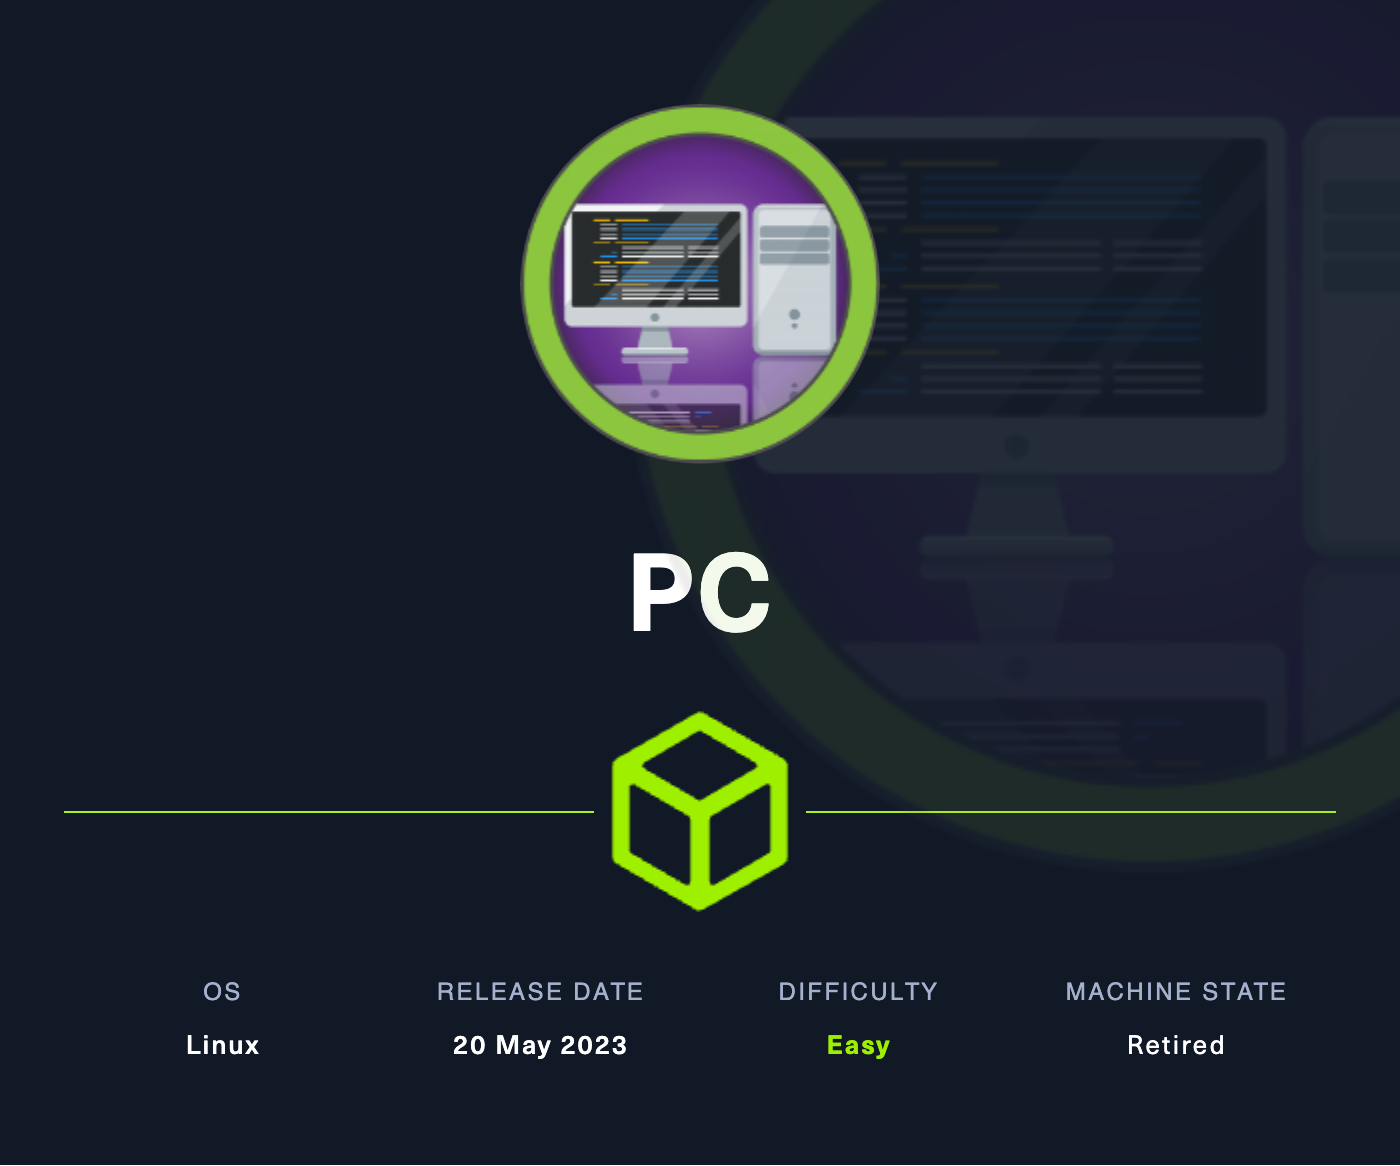 PC
OS
RELEASE DATE
DIFFICULTY
MACHINE STATE
Linux
20 May 2023
Easy
Retired